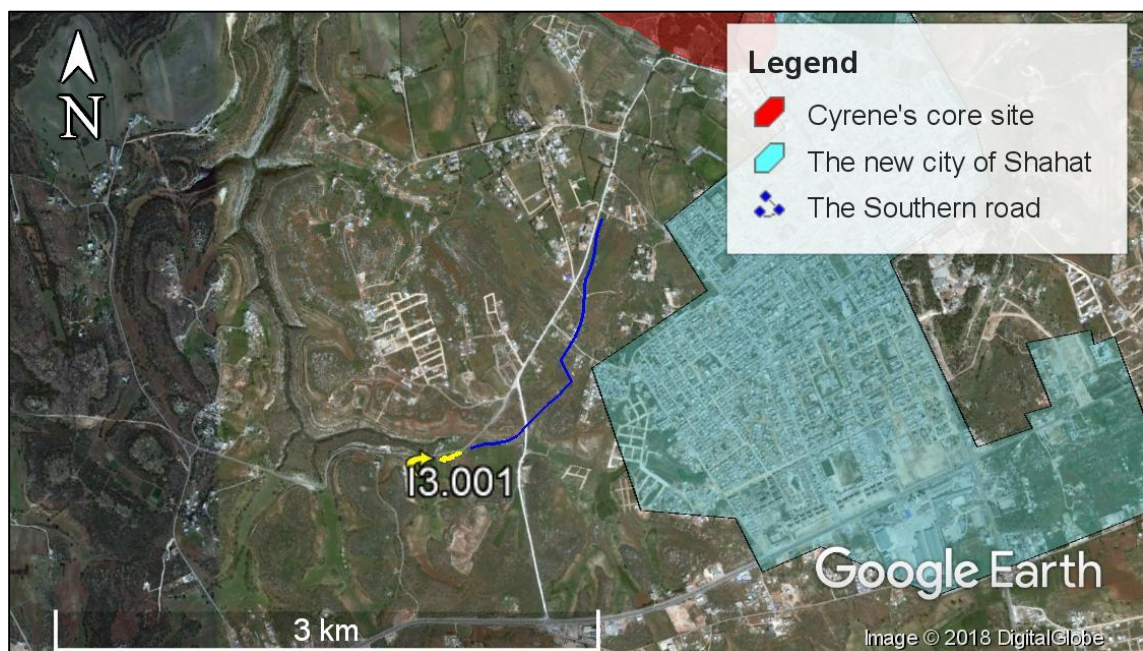 N
Legend
Cyrene's core site
The new city of Shahat
The Southern road
I3.001
Google Earth
3 km
Image © 2018 DigitalGlobe